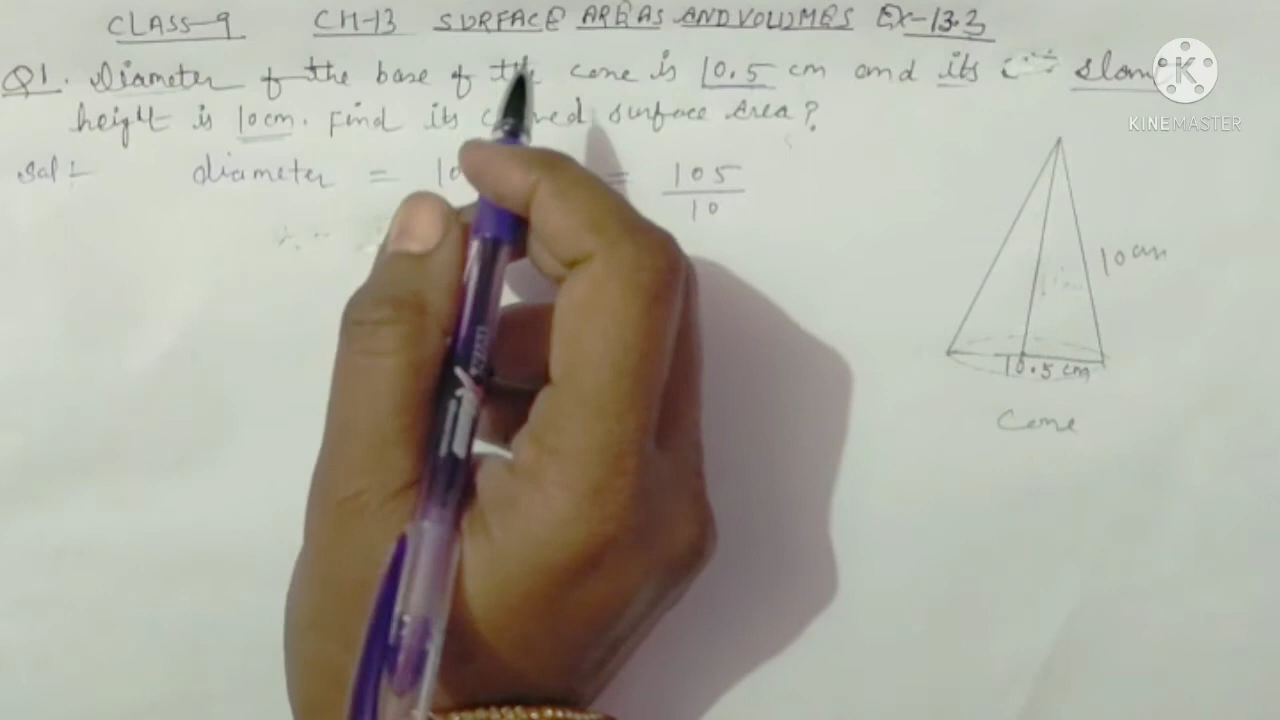 CLASS-9 CH-13 SURFACE AREAS AND VOLUMES EX-13.3
Q1. Diameter of the base of the cone is 10.5 cm and its
height is 10cm. Find its surface Area?
Sol:- diameter = = 105
10
10 cm
10.5 cm
Cone
K
KINEMASTER